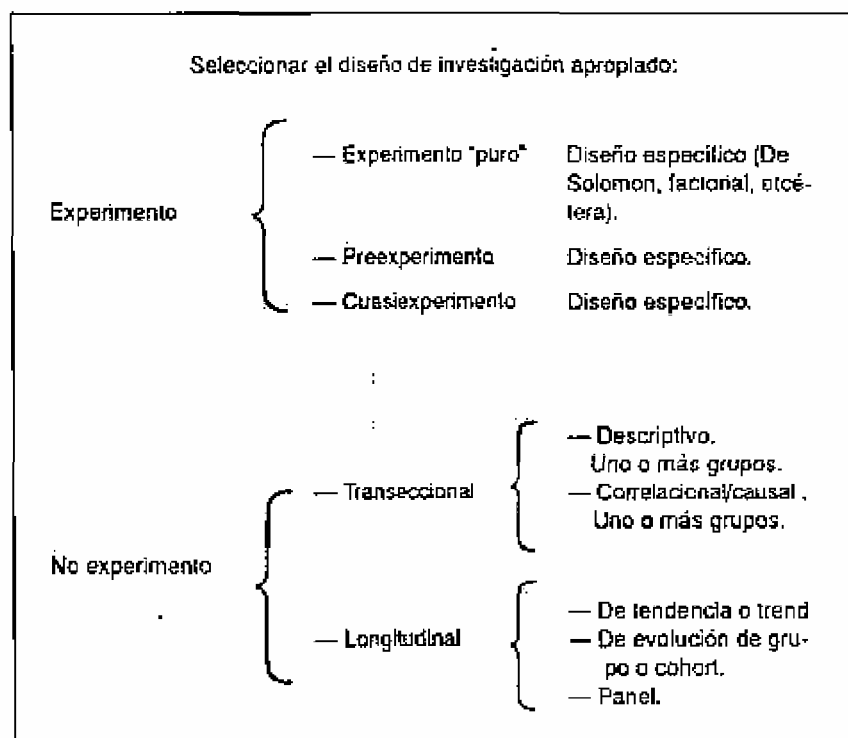 Seleccionar el diseño de investigación apropiado:
Experimento
— Experimento "puro"
Diseño específico (De
Solomon, factorial, etcé-
tera).
— Preexperimento
Diseño específico.
— Cuasiexperimento
Diseño específico.
No experimento
— Transeccional
— Descriptivo.
Uno o más grupos.
— Correlacional/causal.
Uno o más grupos.
— Longitudinal
— De tendencia o trend
— De evolución de gru-
po o cohort.
— Panel.